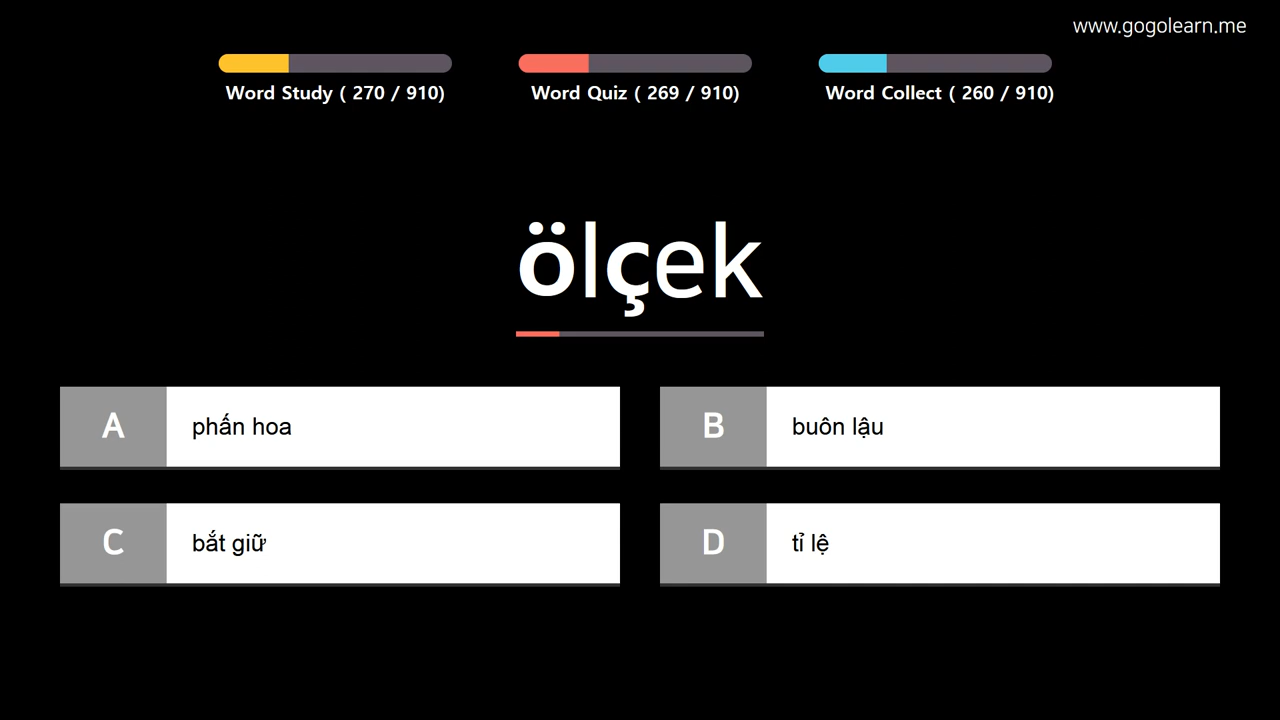 www.gogolearn.me
Word Study ( 270 / 910)
Word Quiz ( 269 / 910)
Word Collect ( 260 / 910)
ölçek
A phấn hoa
B buôn lậu
C bắt giữ
D tỉ lệ